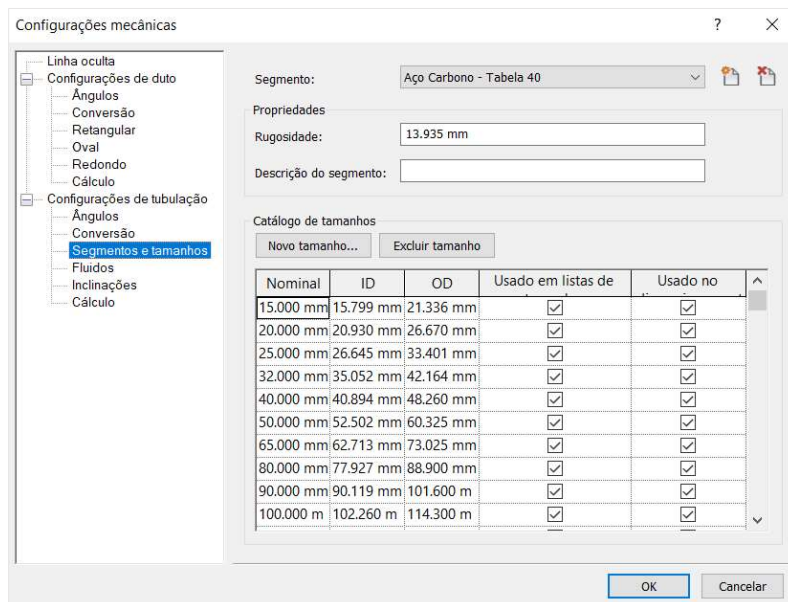 Configurações mecânicas
?
Linha oculta
Configurações de duto
Ângulos
Conversão
Retangular
Oval
Redondo
Cálculo
Configurações de tubulação
Ângulos
Conversão
Segmentos e tamanhos
Fluidos
Inclinações
Cálculo
Segmento: Aço Carbono - Tabela 40
Propriedades
Rugosidade: 13.935 mm
Descrição do segmento:
Catálogo de tamanhos
Novo tamanho... Excluir tamanho
Nominal ID OD Usado em listas de Usado no
15.000 mm 15.799 mm 21.336 mm
20.000 mm 20.930 mm 26.670 mm
25.000 mm 26.645 mm 33.401 mm
32.000 mm 35.052 mm 42.164 mm
40.000 mm 40.894 mm 48.260 mm
50.000 mm 52.502 mm 60.325 mm
65.000 mm 62.713 mm 73.025 mm
80.000 mm 77.927 mm 88.900 mm
90.000 mm 90.119 mm 101.600 m
100.000 m 102.260 m 114.300 m
OK Cancelar